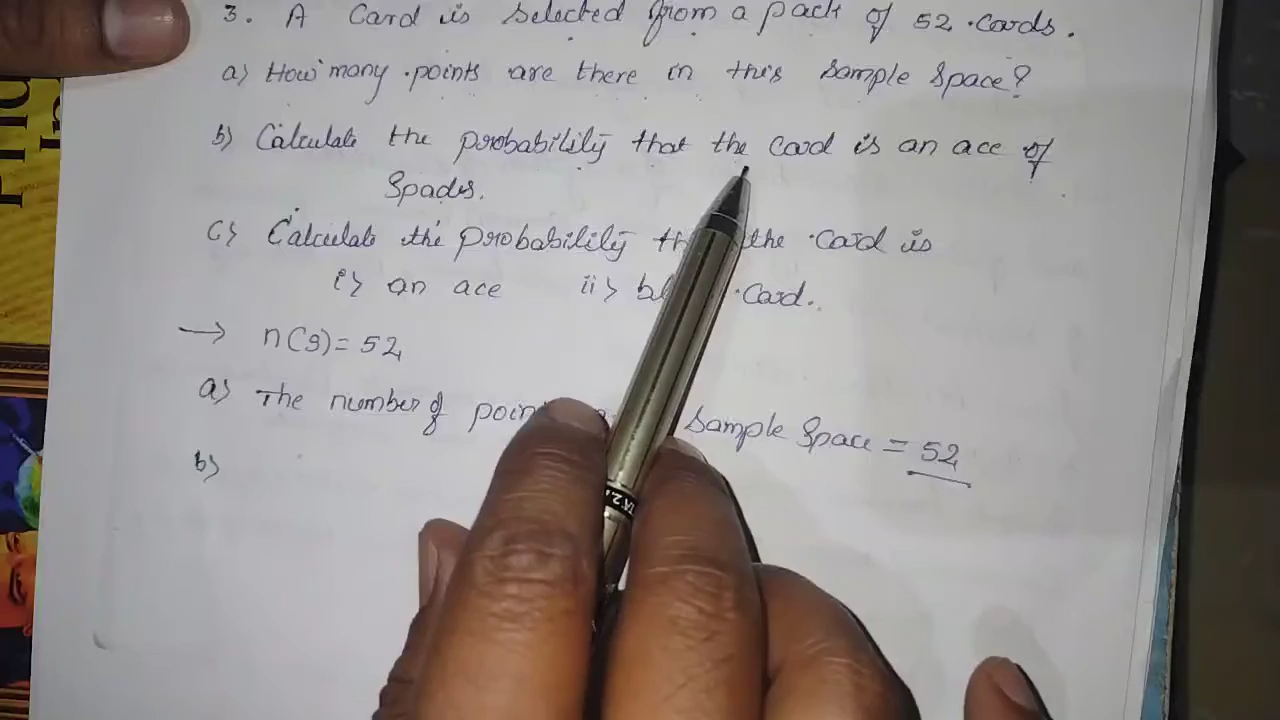 3. A Card is selected from a pack of 52 .Cards.
a) How many points are there in this Sample Space?
b) Calculate the probability that the card is an ace of
Spades.
c) Calculate the probability the card is
i) an ace ii) Card.
→ n(S) = 52
a) The number of Sample Space = 52
b)